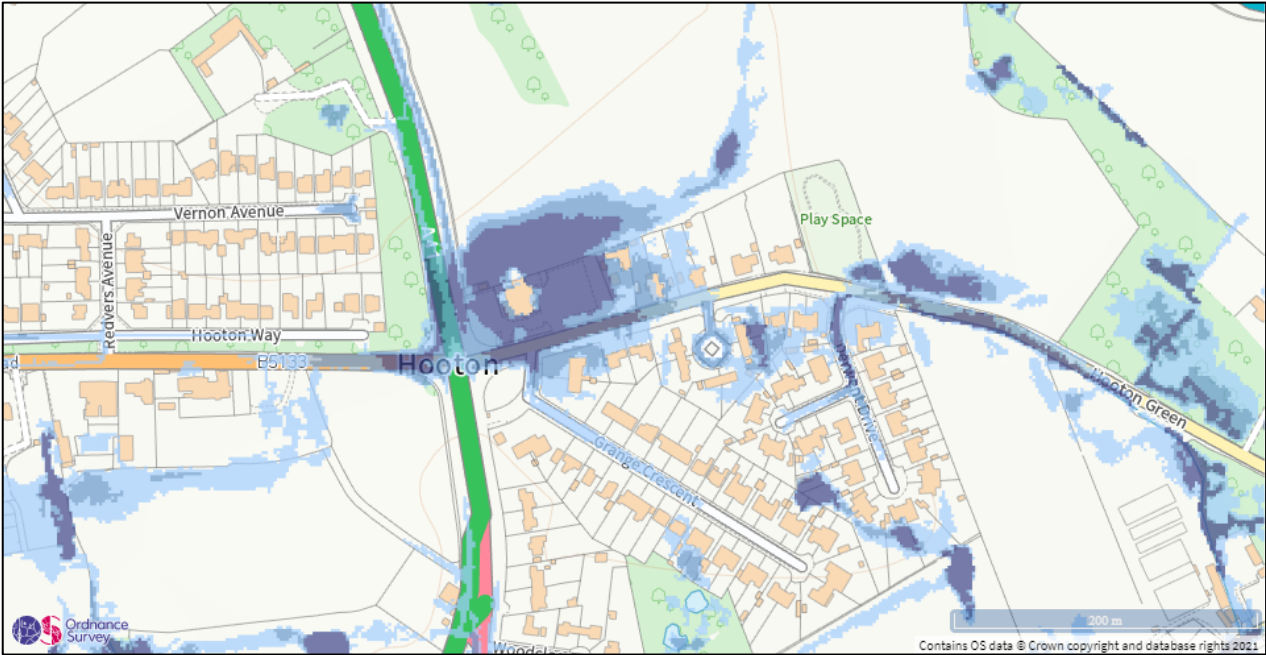 Play Space
Vernon Avenue
Redvers Avenue
Hooton Way
B5133
Hooton
Hooton Green
Grange Crescent
Drive
200 m
Ordnance
Survey
Contains OS data © Crown copyright and database rights 2021